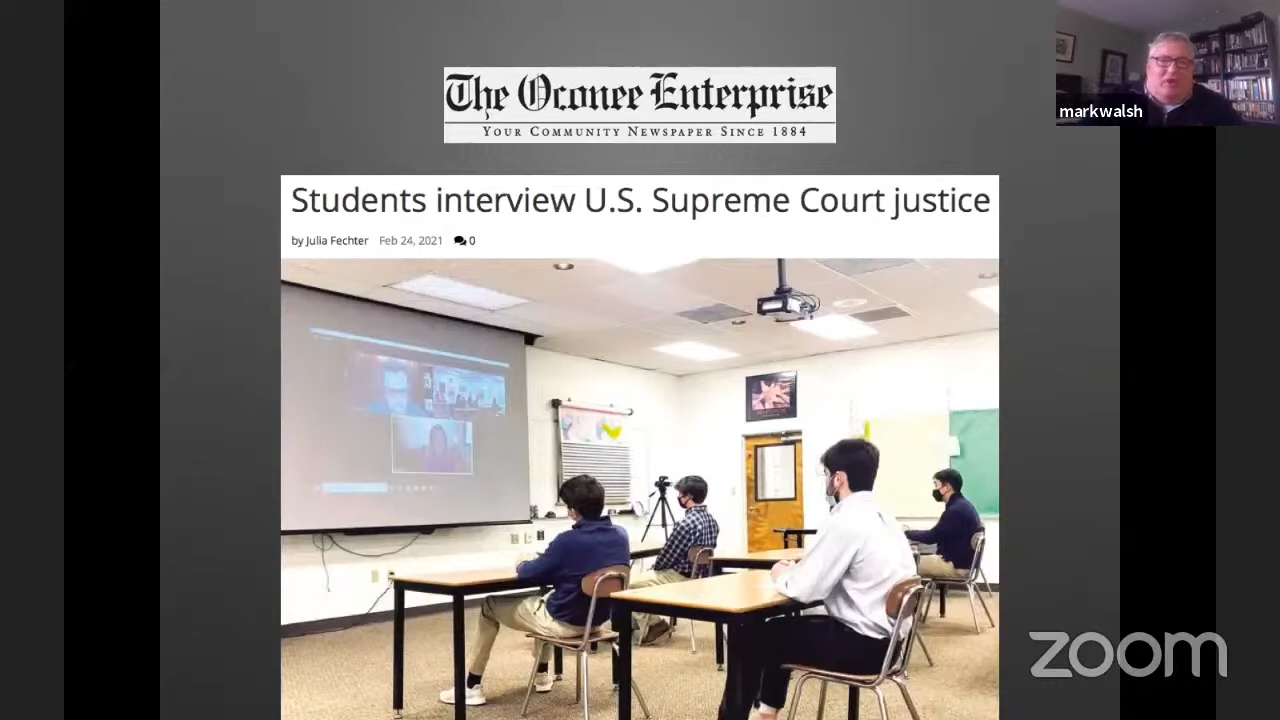 The Oconee Enterprise
YOUR COMMUNITY NEWSPAPER SINCE 1884
markwalsh
Students interview U.S. Supreme Court justice
by Julia Fechter Feb 24, 2021 0
zoom